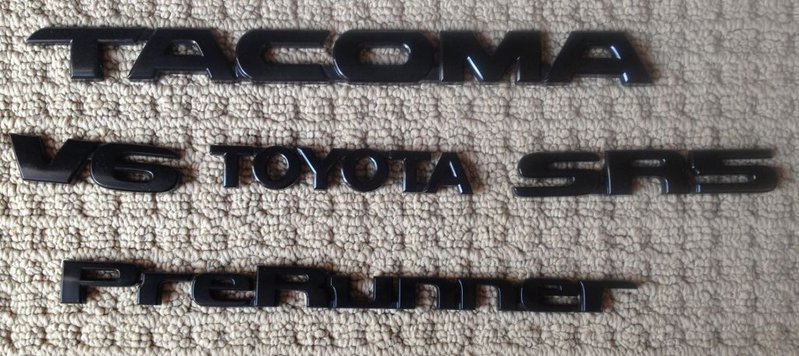 TACOMA
V6 TOYOTA SR5
PreRunner